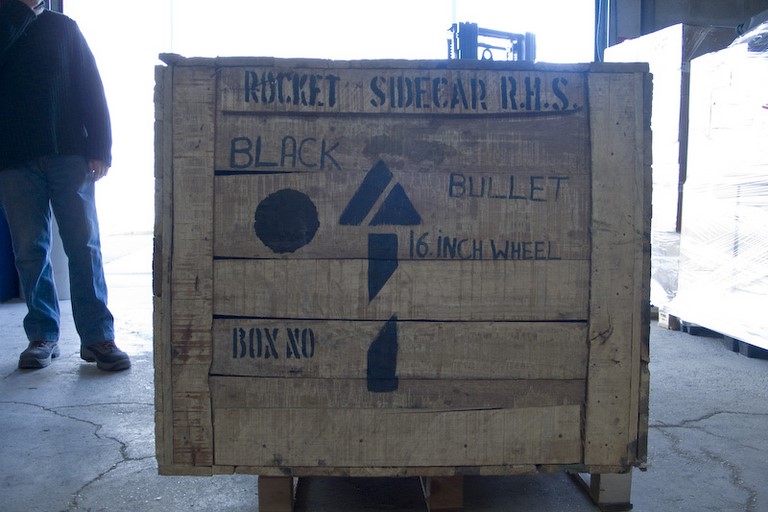 ROCKET SIDECAR R.H.S.
BLACK
BULLET
16. INCH WHEEL
BOX NO